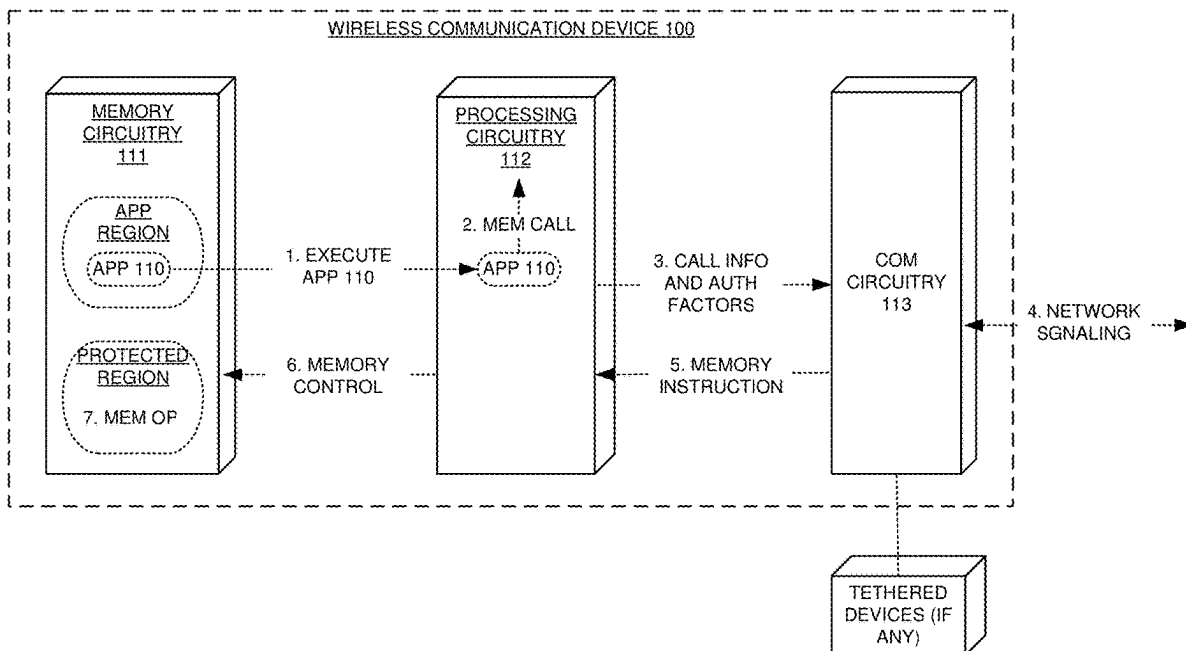 WIRELESS COMMUNICATION DEVICE 100
MEMORY
CIRCUITRY
111
APP
REGION
APP 110
PROTECTED
REGION
7. MEM OP
1. EXECUTE
APP 110
6. MEMORY
CONTROL
PROCESSING
CIRCUITRY
112
2. MEM CALL
APP 110
3. CALL INFO
AND AUTH
FACTORS
5. MEMORY
INSTRUCTION
COM
CIRCUITRY
113
4. NETWORK
SGNALING
TETHERED
DEVICES (IF
ANY)